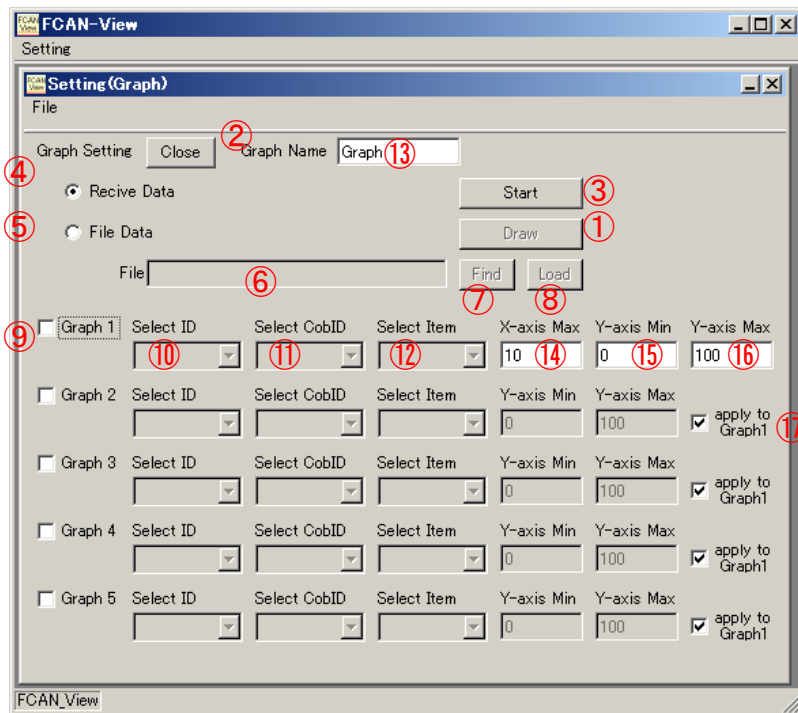 FCAN-View
Setting
Setting(Graph)
File
Graph Setting Close ② Graph Name Graph ⑬
④ Recive Data Start ③
⑤ File Data Draw ①
File ⑥ Find ⑦ Load ⑧
⑨ Graph 1 Select ID Select CobID Select Item X-axis Max Y-axis Min Y-axis Max
⑩ ⑪ ⑫ 10 ⑭ 0 ⑮ 100 ⑯
Graph 2 Select ID Select CobID Select Item Y-axis Min Y-axis Max
0 100 apply to Graph1 ⑰
Graph 3 Select ID Select CobID Select Item Y-axis Min Y-axis Max
0 100 apply to Graph1
Graph 4 Select ID Select CobID Select Item Y-axis Min Y-axis Max
0 100 apply to Graph1
Graph 5 Select ID Select CobID Select Item Y-axis Min Y-axis Max
0 100 apply to Graph1
FCAN_View